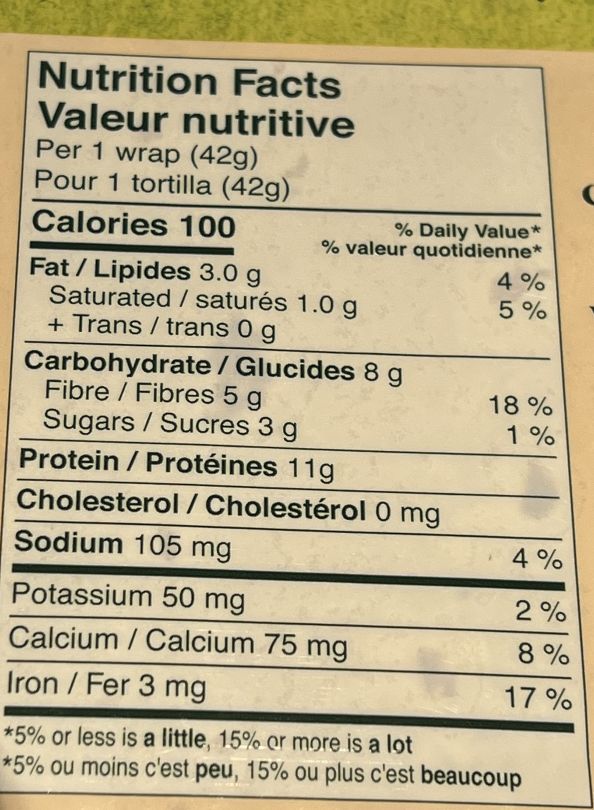 Nutrition Facts
Valeur nutritive
Per 1 wrap (42g)
Pour 1 tortilla (42g)
Calories 100
% Daily Value*
% valeur quotidienne*
Fat / Lipides 3.0 g 4 %
Saturated / saturés 1.0 g 5 %
+ Trans / trans 0 g
Carbohydrate / Glucides 8 g
Fibre / Fibres 5 g 18 %
Sugars / Sucres 3 g 1 %
Protein / Protéines 11g
Cholesterol / Cholestérol 0 mg
Sodium 105 mg 4 %
Potassium 50 mg 2 %
Calcium / Calcium 75 mg 8 %
Iron / Fer 3 mg 17 %
*5% or less is a little, 15% or more is a lot
*5% ou moins c'est peu, 15% ou plus c'est beaucoup